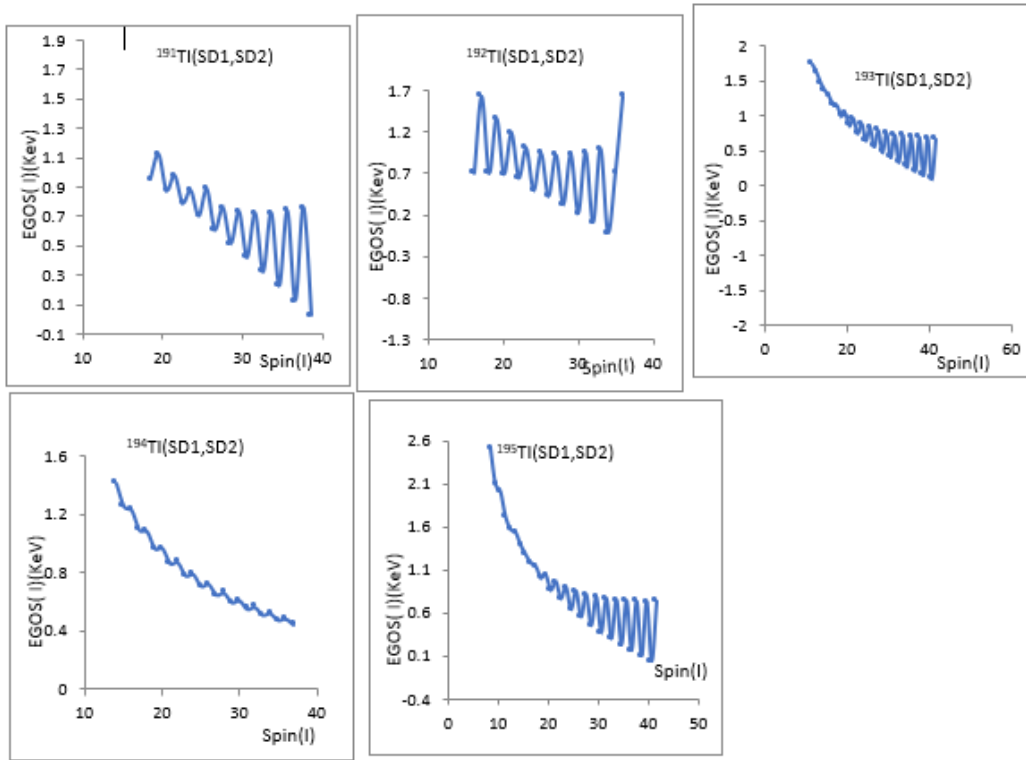 ¹⁹¹TI(SD1,SD2)
EGOS( I)(Kev)
1.9
1.7
1.5
1.3
1.1
0.9
0.7
0.5
0.3
0.1
-0.1
10 20 30 40
Spin(I)
¹⁹²TI(SD1,SD2)
EGOS( I)(Kev)
1.7
1.2
0.7
0.2
-0.3
-0.8
-1.3
10 20 30 40
Spin(I)
¹⁹³TI(SD1,SD2)
EGOS( I)(KeV)
2
1.5
1
0.5
0
-0.5
-1
-1.5
-2
0 20 40 60
Spin(I)
¹⁹⁴TI(SD1,SD2)
EGOS( I)(KeV)
1.6
1.2
0.8
0.4
0
10 20 30 40
Spin(I)
¹⁹⁵TI(SD1,SD2)
EGOS( I)(KeV)
2.6
2.1
1.6
1.1
0.6
0.1
-0.4
0 10 20 30 40 50
Spin(I)